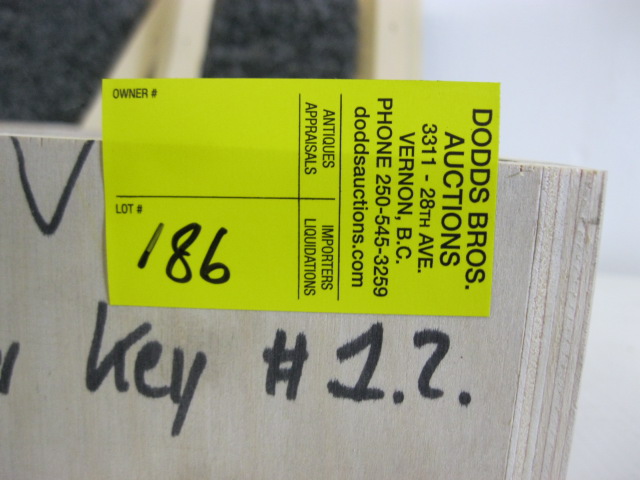 OWNER #
LOT #
186
ANTIQUES
APPRAISALS
IMPORTERS
LIQUIDATIONS
DODDS BROS.
AUCTIONS
3311 - 28TH AVE.
VERNON, B.C.
PHONE 250-545-3259
doddsauctions.com
V
Key #1.2.